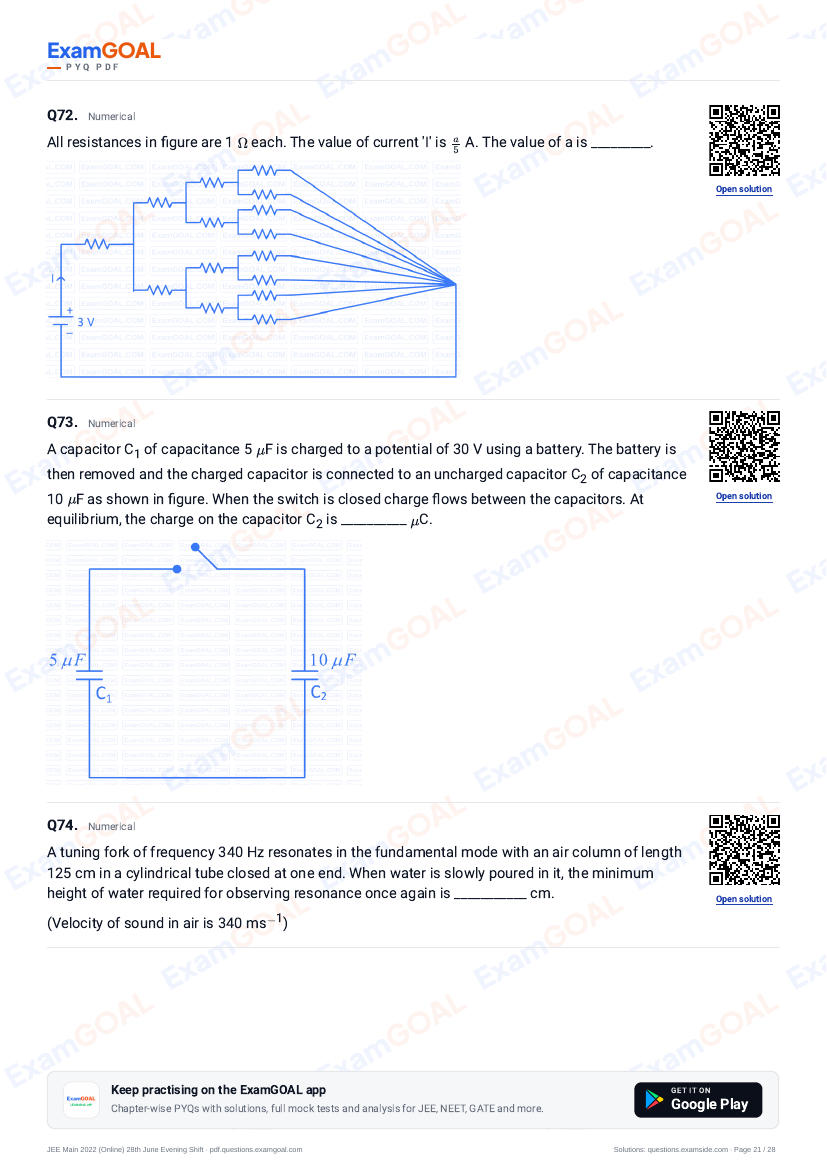 ExamGOAL
PYQ PDF
Q72. Numerical
All resistances in figure are 1 Ω each. The value of current 'I' is a/5 A. The value of a is _________.
Open solution
I
+
3 V
−
Q73. Numerical
A capacitor C₁ of capacitance 5 μF is charged to a potential of 30 V using a battery. The battery is
then removed and the charged capacitor is connected to an uncharged capacitor C₂ of capacitance
10 μF as shown in figure. When the switch is closed charge flows between the capacitors. At
equilibrium, the charge on the capacitor C₂ is __________ μC.
Open solution
5 μF
10 μF
C₁
C₂
Q74. Numerical
A tuning fork of frequency 340 Hz resonates in the fundamental mode with an air column of length
125 cm in a cylindrical tube closed at one end. When water is slowly poured in it, the minimum
height of water required for observing resonance once again is ___________ cm.
(Velocity of sound in air is 340 ms⁻¹)
Open solution
ExamGOAL
Keep practising on the ExamGOAL app
Chapter-wise PYQs with solutions, full mock tests and analysis for JEE, NEET, GATE and more.
GET IT ON
Google Play
JEE Main 2022 (Online) 28th June Evening Shift · pdf.questions.examgoal.com
Solutions: questions.examside.com · Page 21 / 28